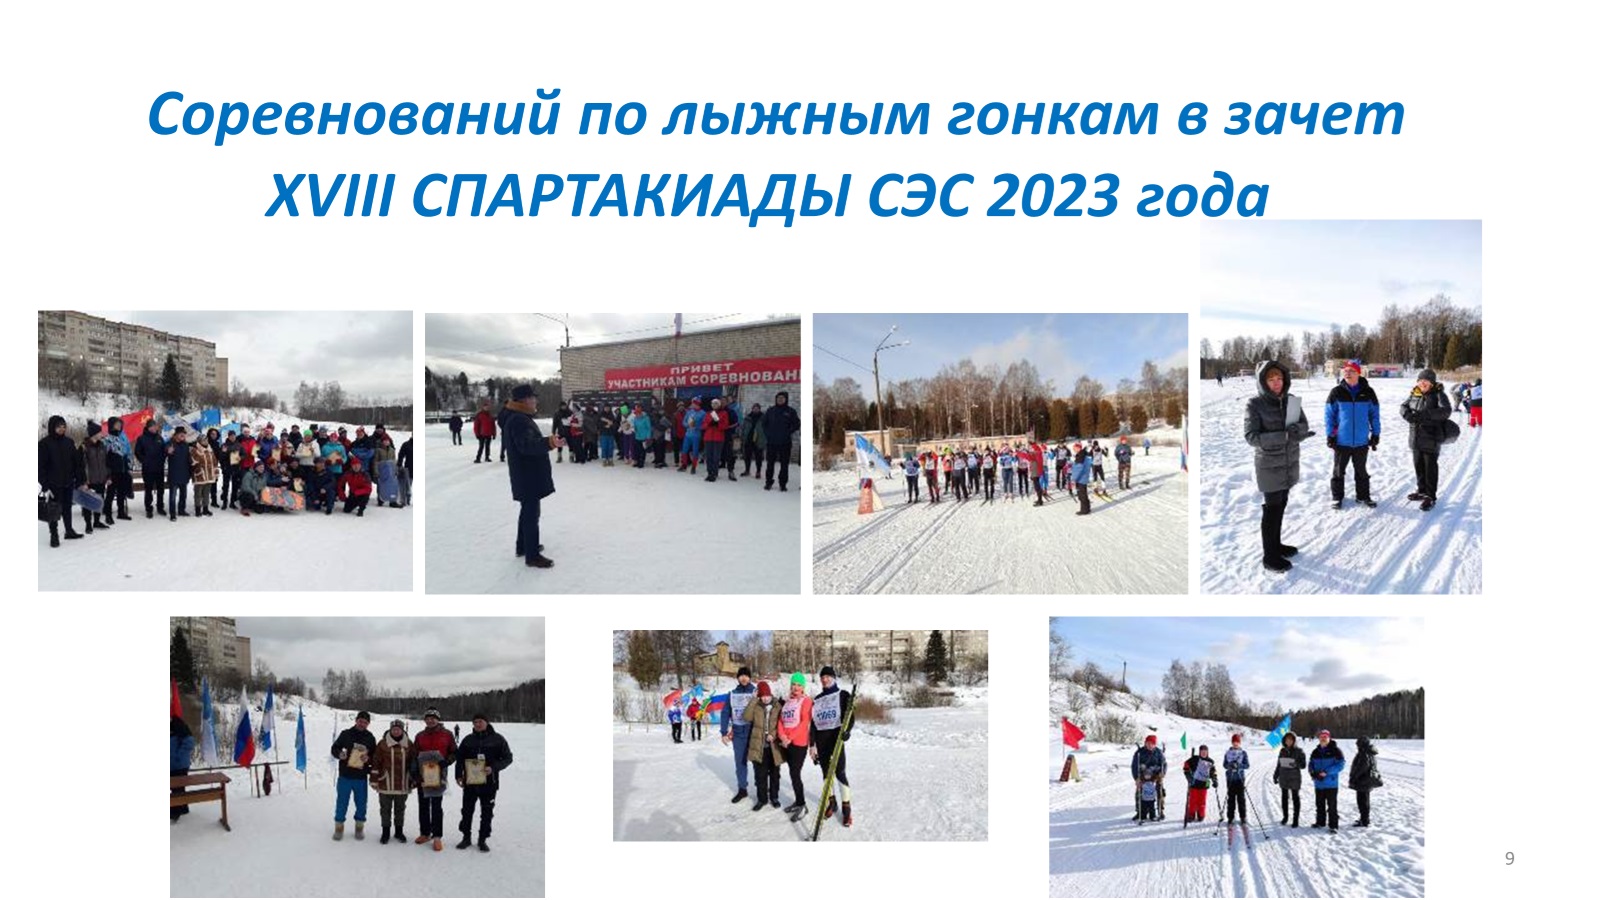 Соревнований по лыжным гонкам в зачет
XVIII СПАРТАКИАДЫ СЭС 2023 года
ПРИВЕТ
УЧАСТНИКАМ СОРЕВНОВАН
9